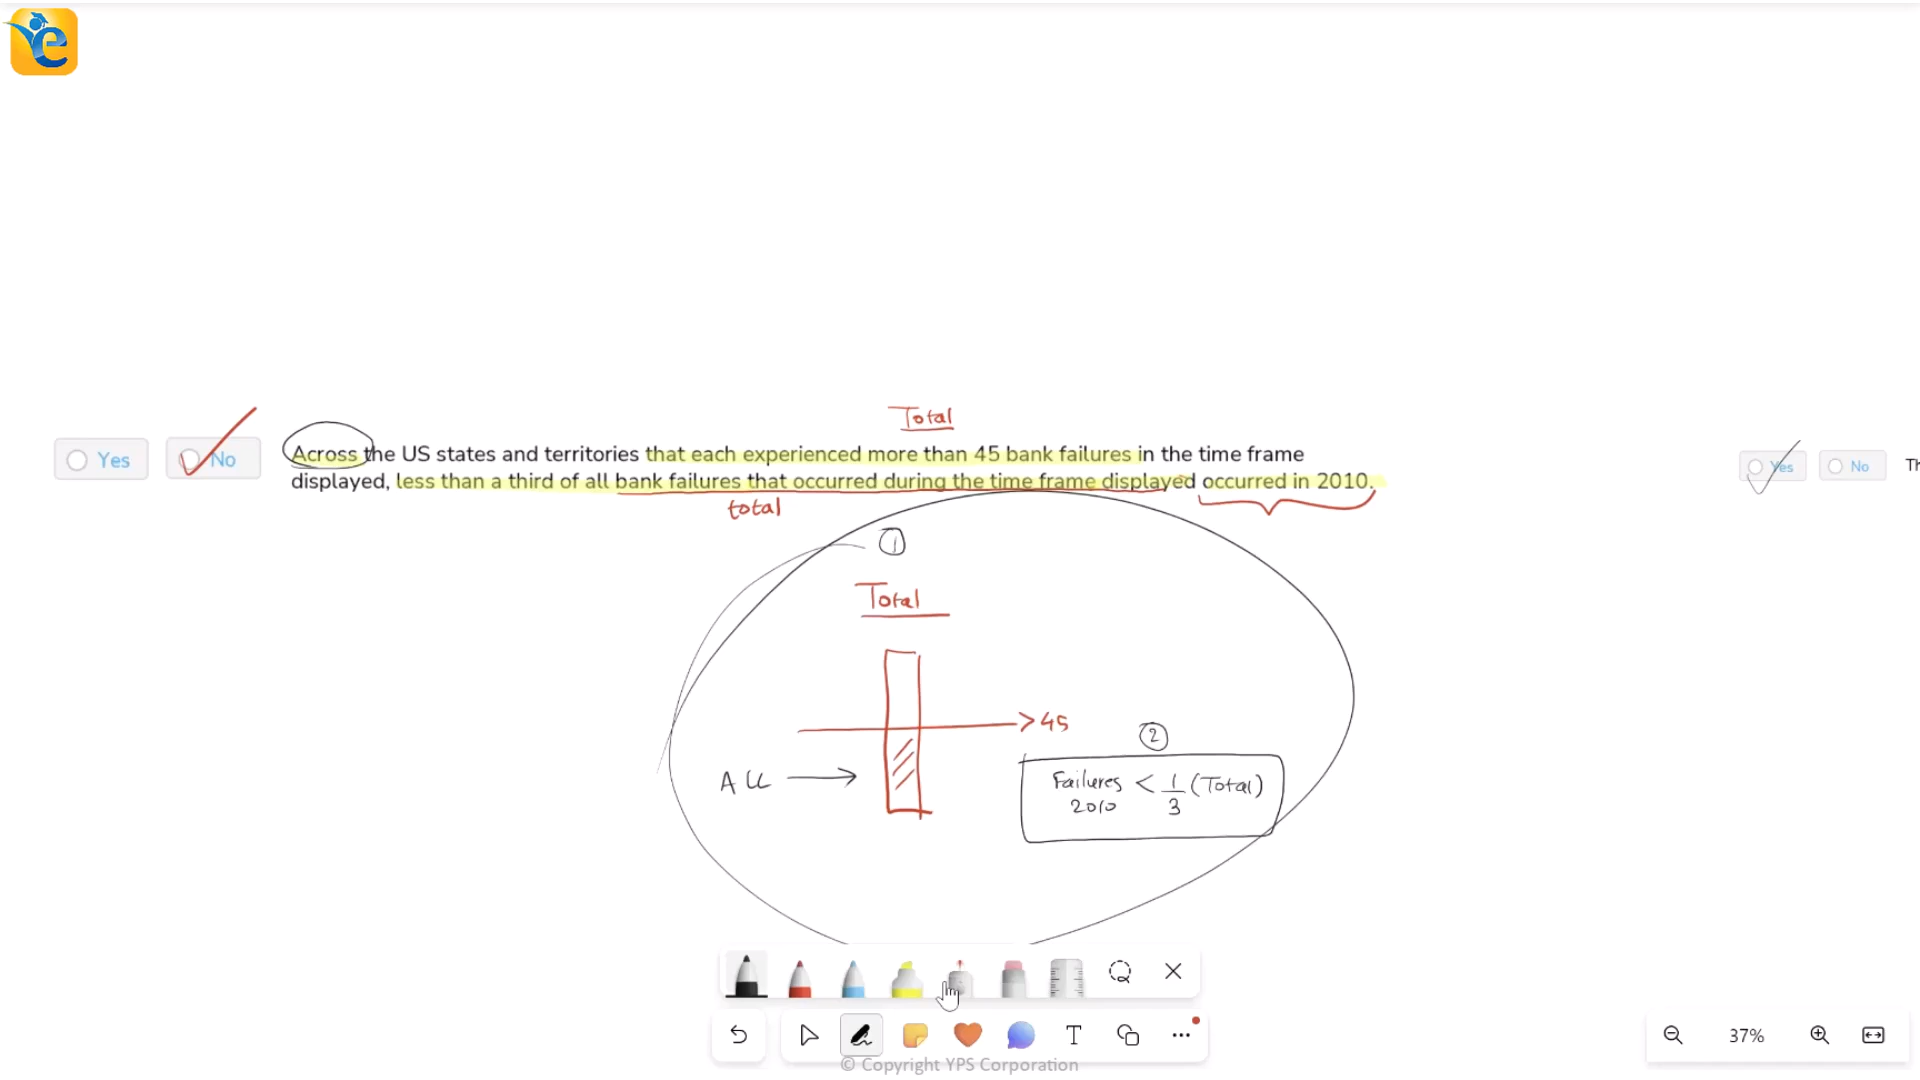 e
Total
Yes
No
Across the US states and territories that each experienced more than 45 bank failures in the time frame
displayed, less than a third of all bank failures that occurred during the time frame displayed occurred in 2010.
Yes
No
Th
total
1
Total
>45
2
ALL
Failures < 1/3 (Total)
2010
T
37%
© Copyright YPS Corporation